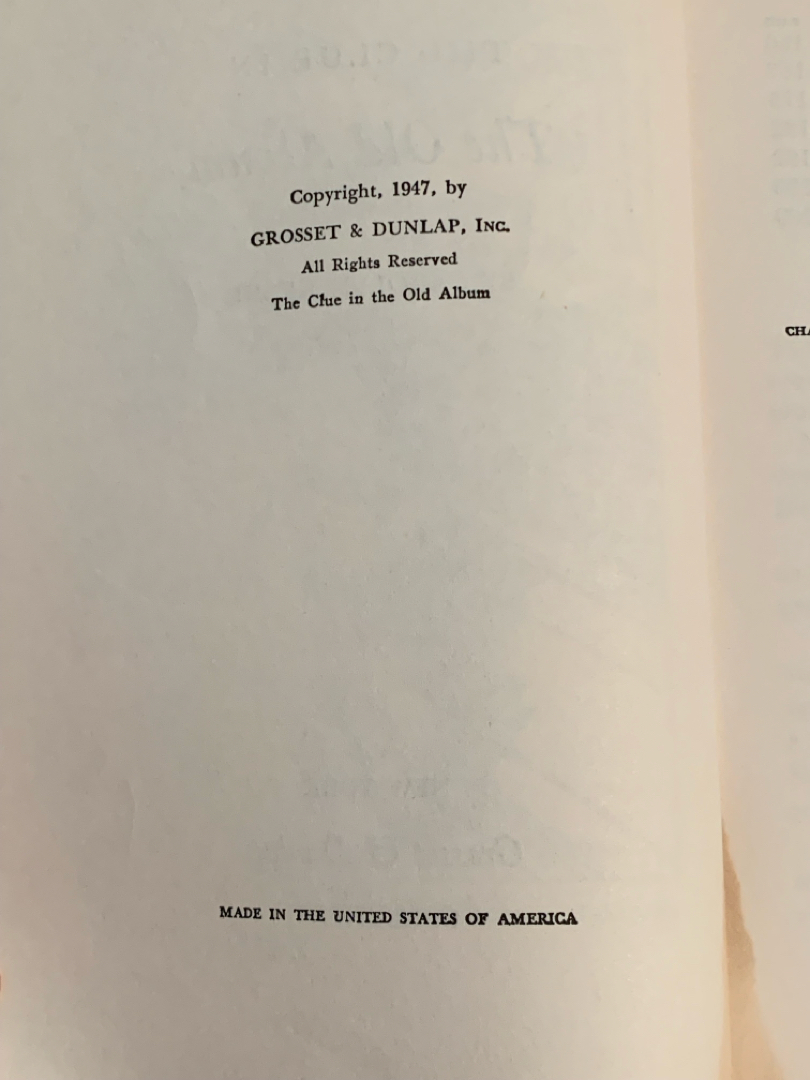 Copyright, 1947, by
GROSSET & DUNLAP, INC.
All Rights Reserved
The Clue in the Old Album
MADE IN THE UNITED STATES OF AMERICA